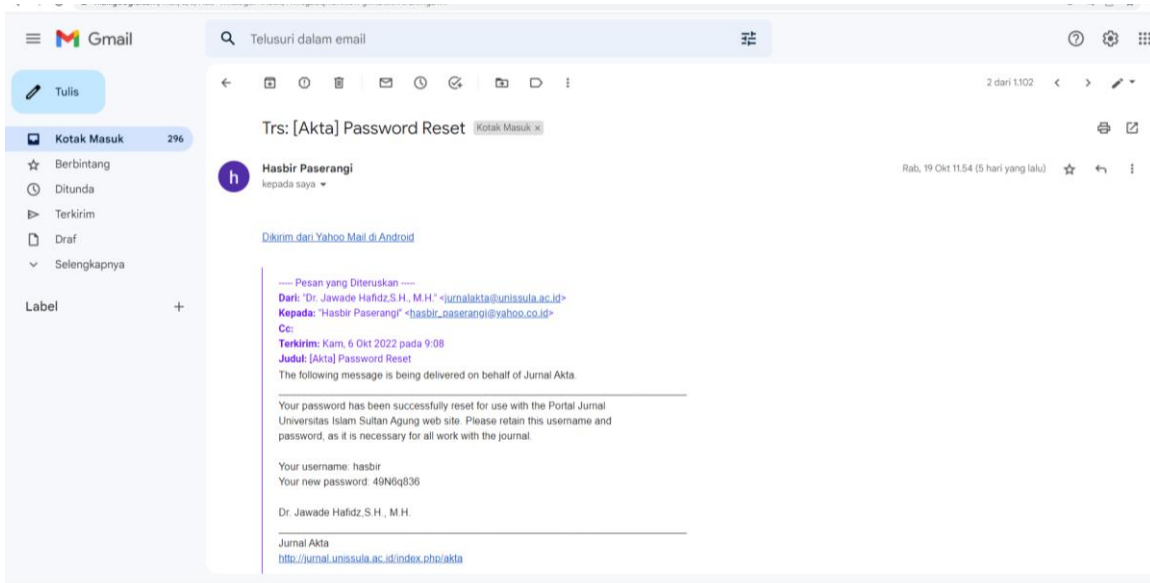 Gmail
Telusuri dalam email
Tulis
2 dari 1.102
Kotak Masuk 296
Berbintang
Ditunda
Terkirim
Draf
Selengkapnya
Label +
Trs: [Akta] Password Reset Kotak Masuk ×
h
Hasbir Paserangi
Rab, 19 Okt 11.54 (5 hari yang lalu)
kepada saya
Dikirim dari Yahoo Mail di Android
----- Pesan yang Diteruskan -----
Dari: "Dr. Jawade Hafidz,S.H., M.H." <jurnalakta@unissula.ac.id>
Kepada: "Hasbir Paserangi" <hasbir_paserangi@yahoo.co.id>
Cc:
Terkirim: Kam, 6 Okt 2022 pada 9:08
Judul: [Akta] Password Reset
The following message is being delivered on behalf of Jurnal Akta.
Your password has been successfully reset for use with the Portal Jurnal
Universitas Islam Sultan Agung web site. Please retain this username and
password, as it is necessary for all work with the journal.
Your username: hasbir
Your new password: 49N6q836
Dr. Jawade Hafidz,S.H., M.H.
Jurnal Akta
http://jurnal.unissula.ac.id/index.php/akta